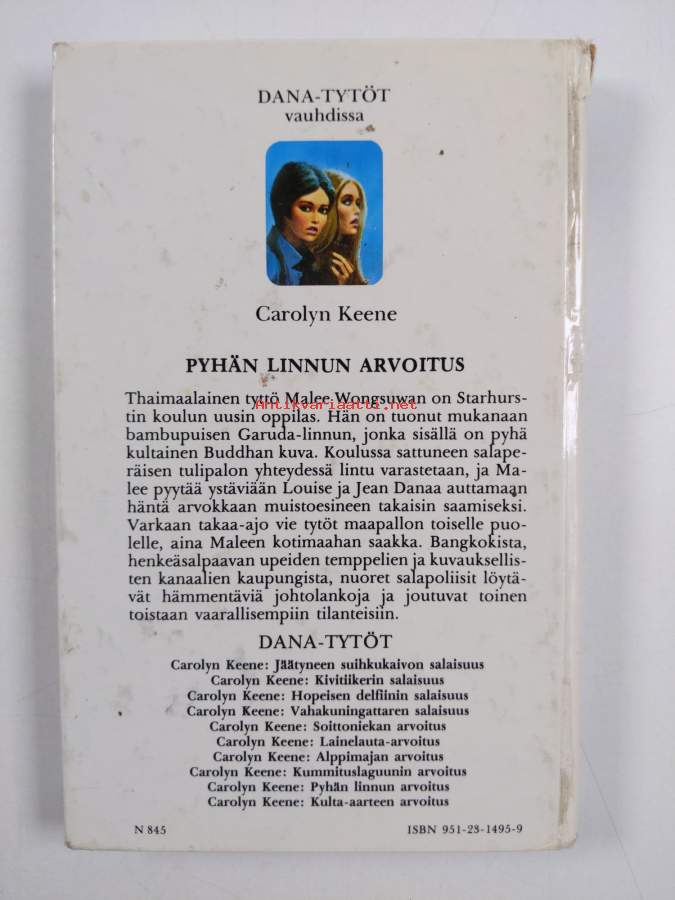 DANA-TYTÖT
vauhdissa
Carolyn Keene
PYHÄN LINNUN ARVOITUS
Thaimaalainen tyttö Malee Wongsuwan on Starhurs-
Antikvariaatti.net
tin koulun uusin oppilas. Hän on tuonut mukanaan
bambupuisen Garuda-linnun, jonka sisällä on pyhä
kultainen Buddhan kuva. Koulussa sattuneen salape-
räisen tulipalon yhteydessä lintu varastetaan, ja Ma-
lee pyytää ystäviään Louise ja Jean Danaa auttamaan
häntä arvokkaan muistoesineen takaisin saamiseksi.
Varkaan takaa-ajo vie tytöt maapallon toiselle puo-
lelle, aina Maleen kotimaahan saakka. Bangkokista,
henkeäsalpaavan upeiden temppelien ja kuvauksellis-
ten kanaalien kaupungista, nuoret salapoliisit löytä-
vät hämmentäviä johtolankoja ja joutuvat toinen
toistaan vaarallisempiin tilanteisiin.
DANA-TYTÖT
Carolyn Keene: Jäätyneen suihkukaivon salaisuus
Carolyn Keene: Kivitiikerin salaisuus
Carolyn Keene: Hopeisen delfiinin salaisuus
Carolyn Keene: Vahakuningattaren salaisuus
Carolyn Keene: Soittoniekan arvoitus
Carolyn Keene: Lainelauta-arvoitus
Carolyn Keene: Alppimajan arvoitus
Carolyn Keene: Kummituslaguunin arvoitus
Carolyn Keene: Pyhän linnun arvoitus
Carolyn Keene: Kulta-aarteen arvoitus
N 845
ISBN 951-23-1495-9